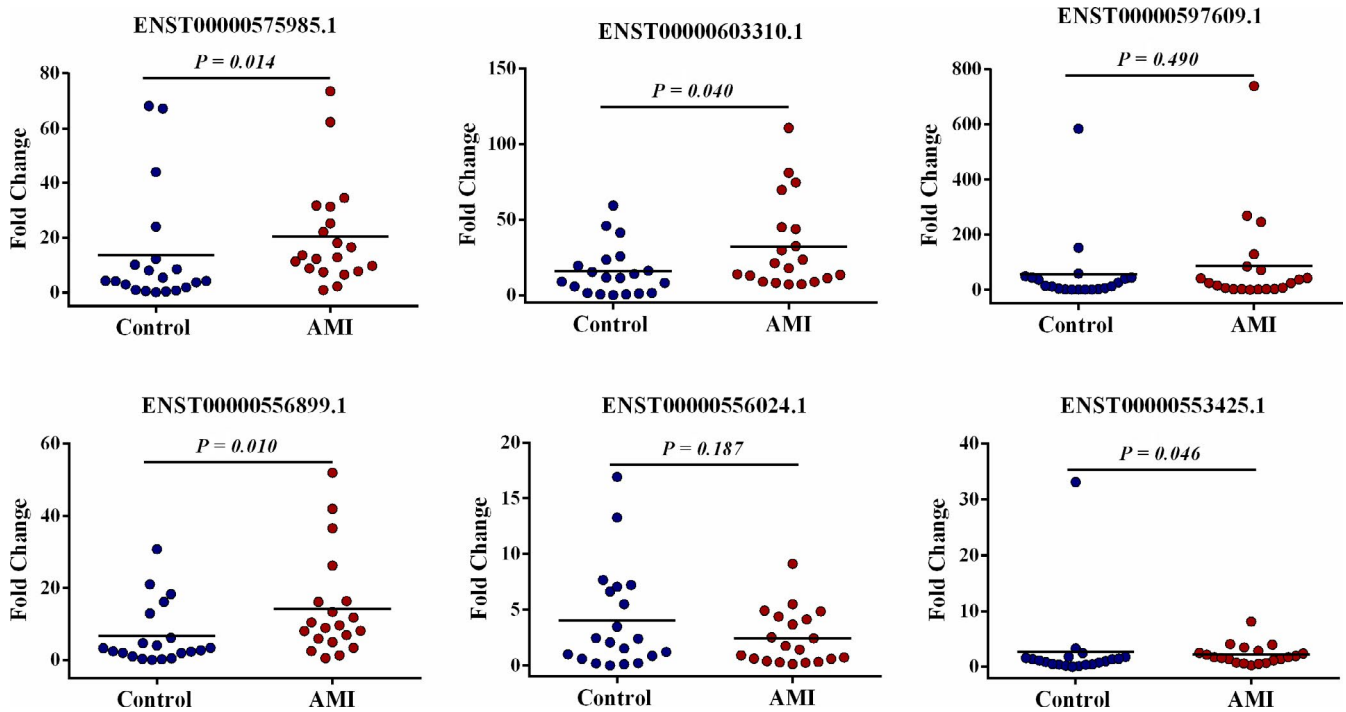 ENST00000575985.1
P = 0.014
80
60
40
20
0
Fold Change
Control
AMI
ENST00000603310.1
P = 0.040
150
100
50
0
Fold Change
Control
AMI
ENST00000597609.1
P = 0.490
800
600
400
200
0
Fold Change
Control
AMI
ENST00000556899.1
P = 0.010
60
40
20
0
Fold Change
Control
AMI
ENST00000556024.1
P = 0.187
20
15
10
5
0
Fold Change
Control
AMI
ENST00000553425.1
P = 0.046
40
30
20
10
0
Fold Change
Control
AMI